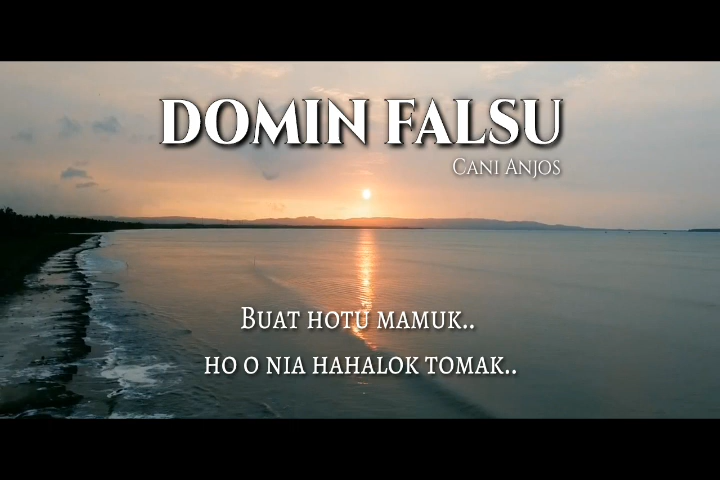 DOMIN FALSU
CANI ANJOS
BUAT HOTU MAMUK..
HO O NIA HAHALOK TOMAK..